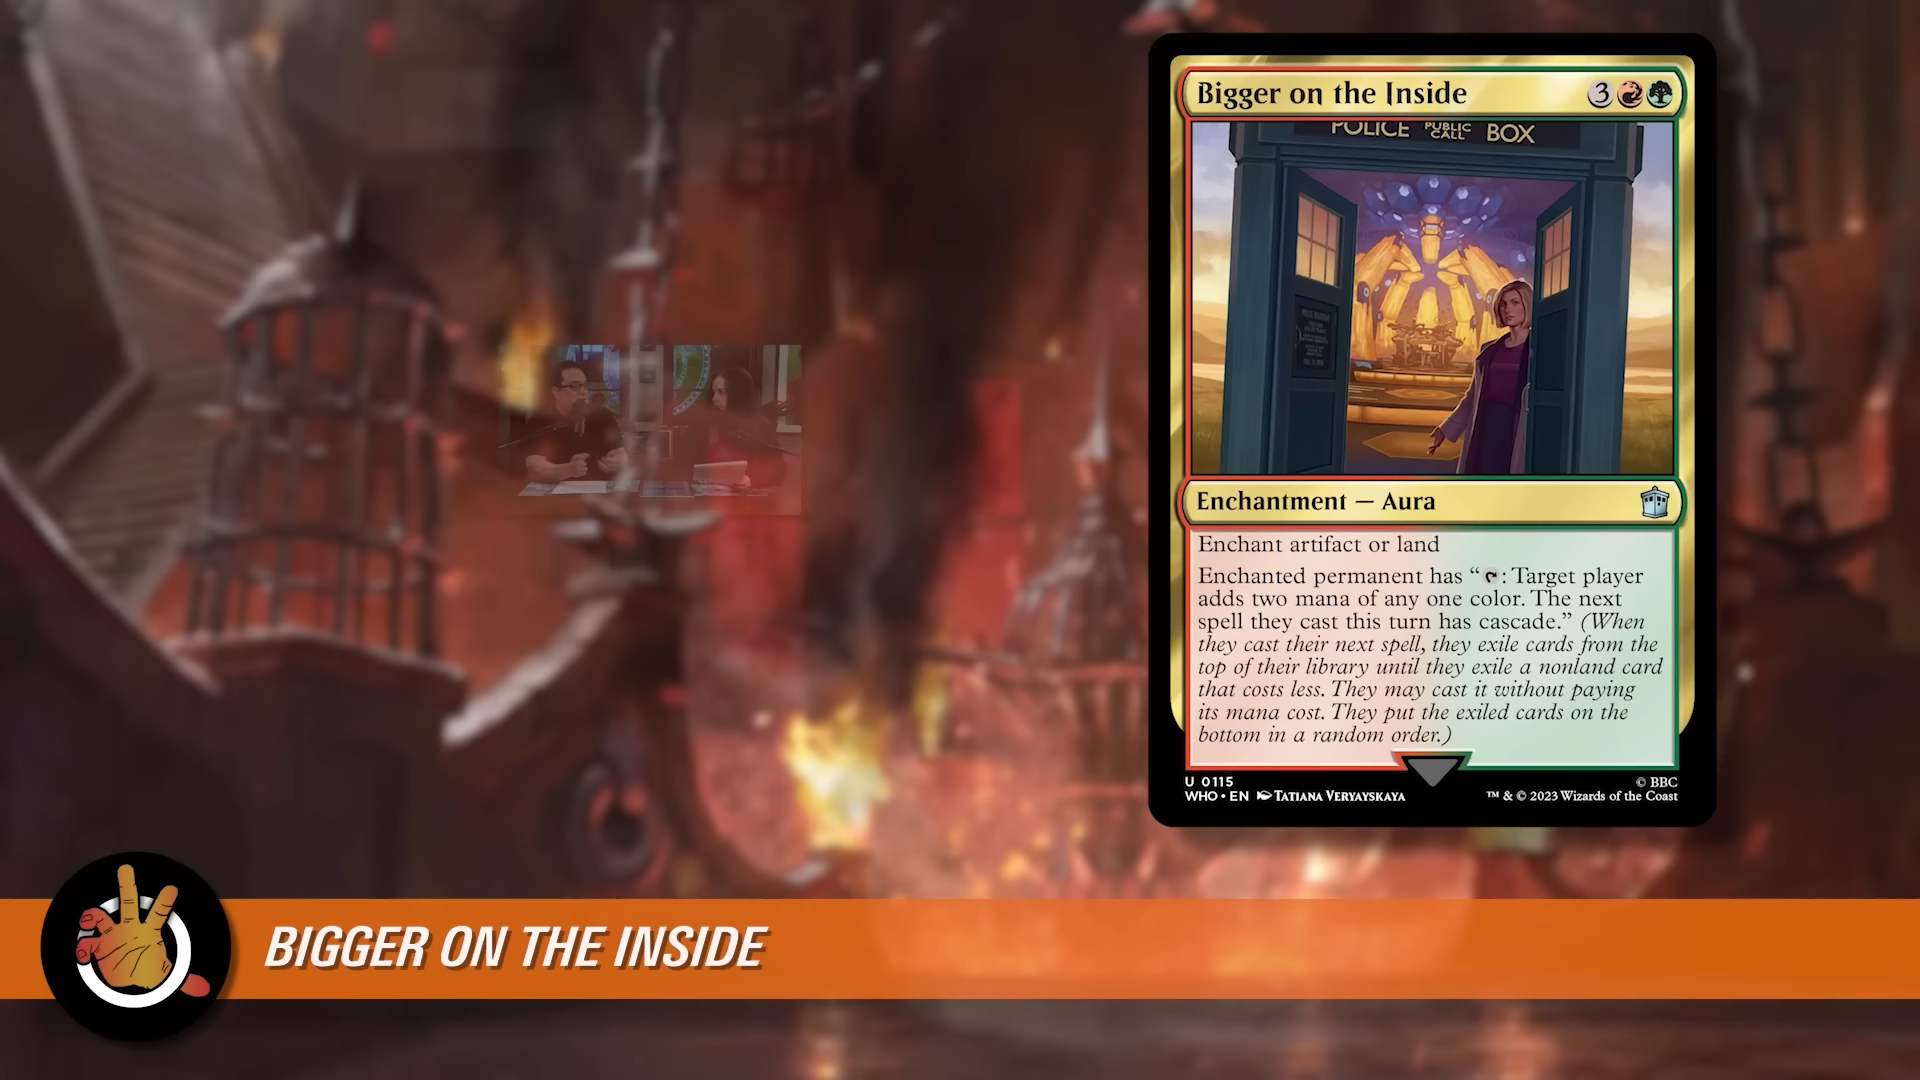 Bigger on the Inside 3
POLICE PUBLIC CALL BOX
Enchantment — Aura
Enchant artifact or land
Enchanted permanent has “ : Target player
adds two mana of any one color. The next
spell they cast this turn has cascade.” (When
they cast their next spell, they exile cards from the
top of their library until they exile a nonland card
that costs less. They may cast it without paying
its mana cost. They put the exiled cards on the
bottom in a random order.)
U 0115
WHO • EN TATIANA VERYAYSKAYA
© BBC
™ & © 2023 Wizards of the Coast
BIGGER ON THE INSIDE